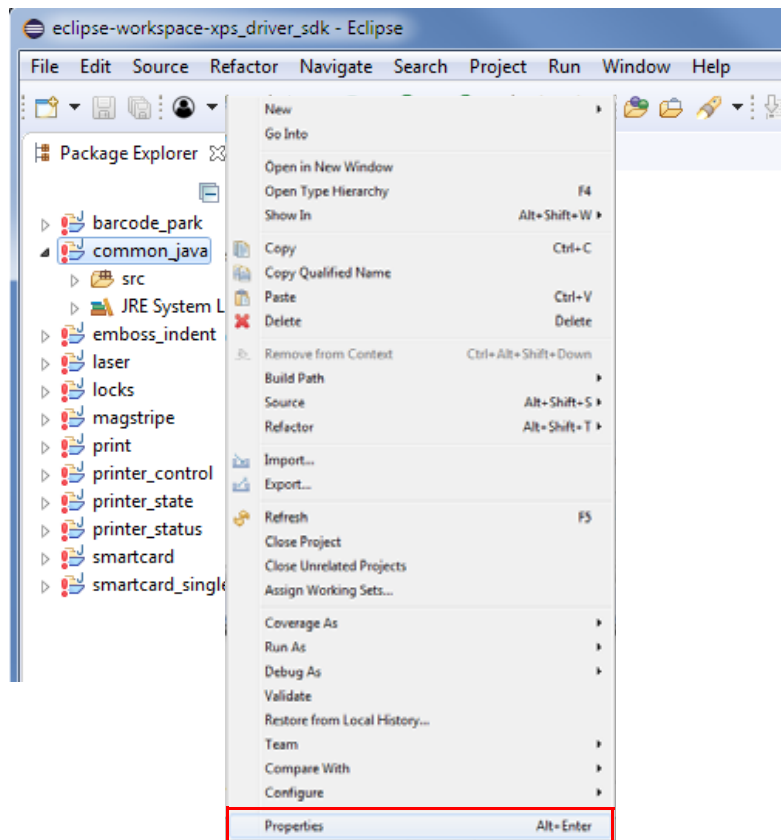 eclipse-workspace-xps_driver_sdk - Eclipse
File Edit Source Refactor Navigate Search Project Run Window Help
Package Explorer
barcode_park
common_java
src
JRE System L
emboss_indent
laser
locks
magstripe
print
printer_control
printer_state
printer_status
smartcard
smartcard_single
New
Go Into
Open in New Window
Open Type Hierarchy F4
Show In Alt+Shift+W
Copy Ctrl+C
Copy Qualified Name
Paste Ctrl+V
Delete Delete
Remove from Context Ctrl+Alt+Shift+Down
Build Path
Source Alt+Shift+S
Refactor Alt+Shift+T
Import...
Export...
Refresh F5
Close Project
Close Unrelated Projects
Assign Working Sets...
Coverage As
Run As
Debug As
Validate
Restore from Local History...
Team
Compare With
Configure
Properties Alt+Enter